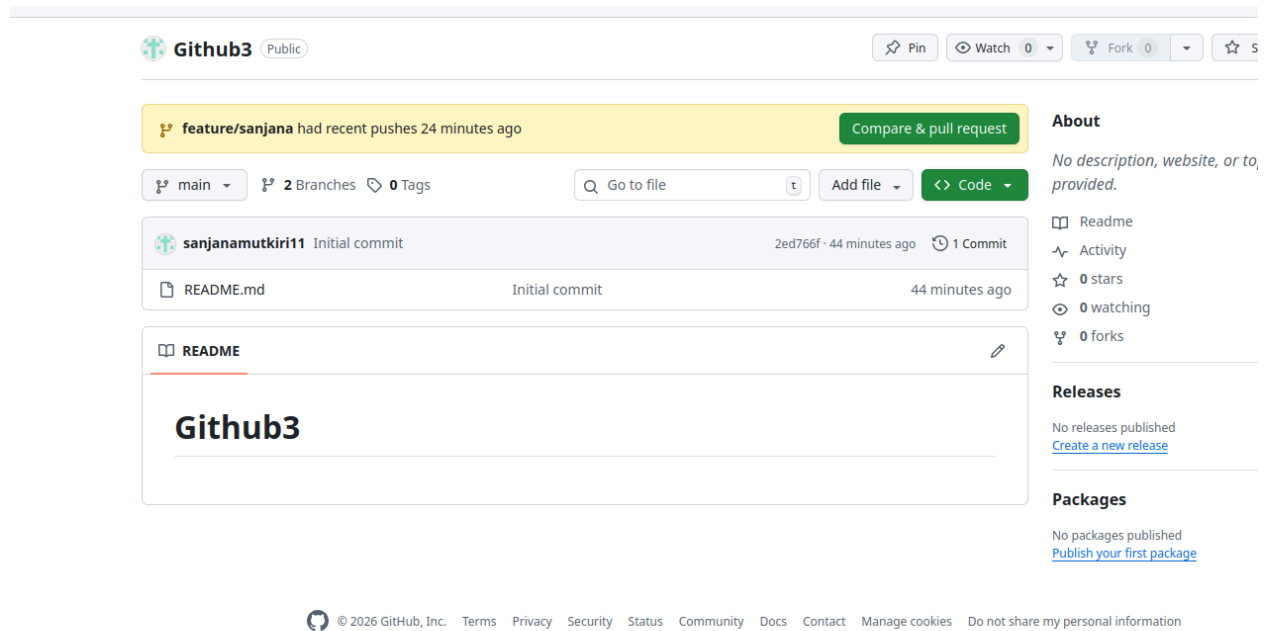 Github3 Public Pin Watch 0 Fork 0
feature/sanjana had recent pushes 24 minutes ago Compare & pull request
main 2 Branches 0 Tags Go to file t Add file <> Code
sanjanamutkiri11 Initial commit 2ed766f · 44 minutes ago 1 Commit
README.md Initial commit 44 minutes ago
README
Github3
About
No description, website, or
provided.
Readme
Activity
0 stars
0 watching
0 forks
Releases
No releases published
Create a new release
Packages
No packages published
Publish your first package
© 2026 GitHub, Inc. Terms Privacy Security Status Community Docs Contact Manage cookies Do not share my personal information